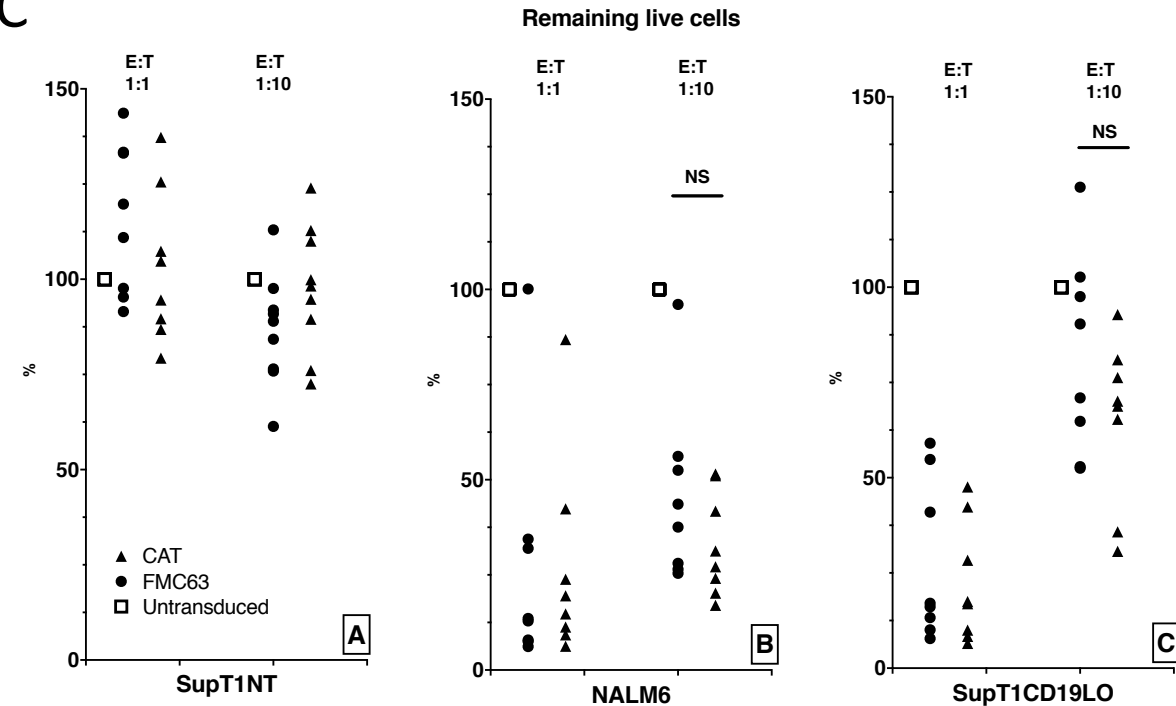 C
Remaining live cells
E:T
1:1
E:T
1:10
150
100
50
0
%
CAT
FMC63
Untransduced
A
SupT1NT
E:T
1:1
E:T
1:10
NS
150
100
50
0
%
B
NALM6
E:T
1:1
E:T
1:10
NS
150
100
50
0
%
C
SupT1CD19LO